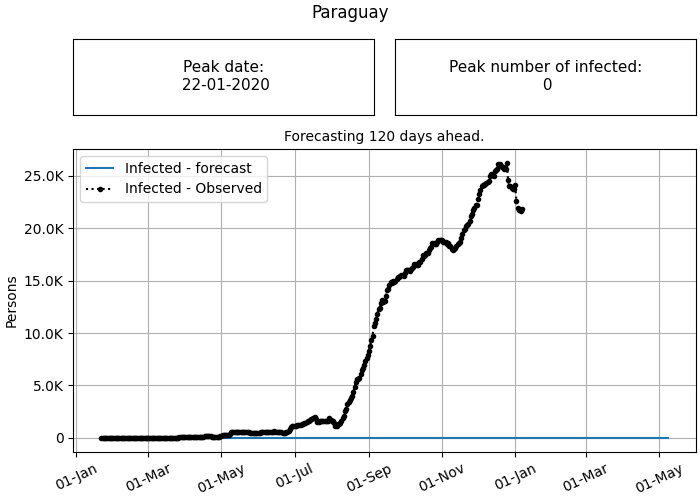 Paraguay
Peak date:
22-01-2020
Peak number of infected:
0
Forecasting 120 days ahead.
Infected - forecast
Infected - Observed
Persons
25.0K
20.0K
15.0K
10.0K
5.0K
0
01-Jan
01-Mar
01-May
01-Jul
01-Sep
01-Nov
01-Jan
01-Mar
01-May